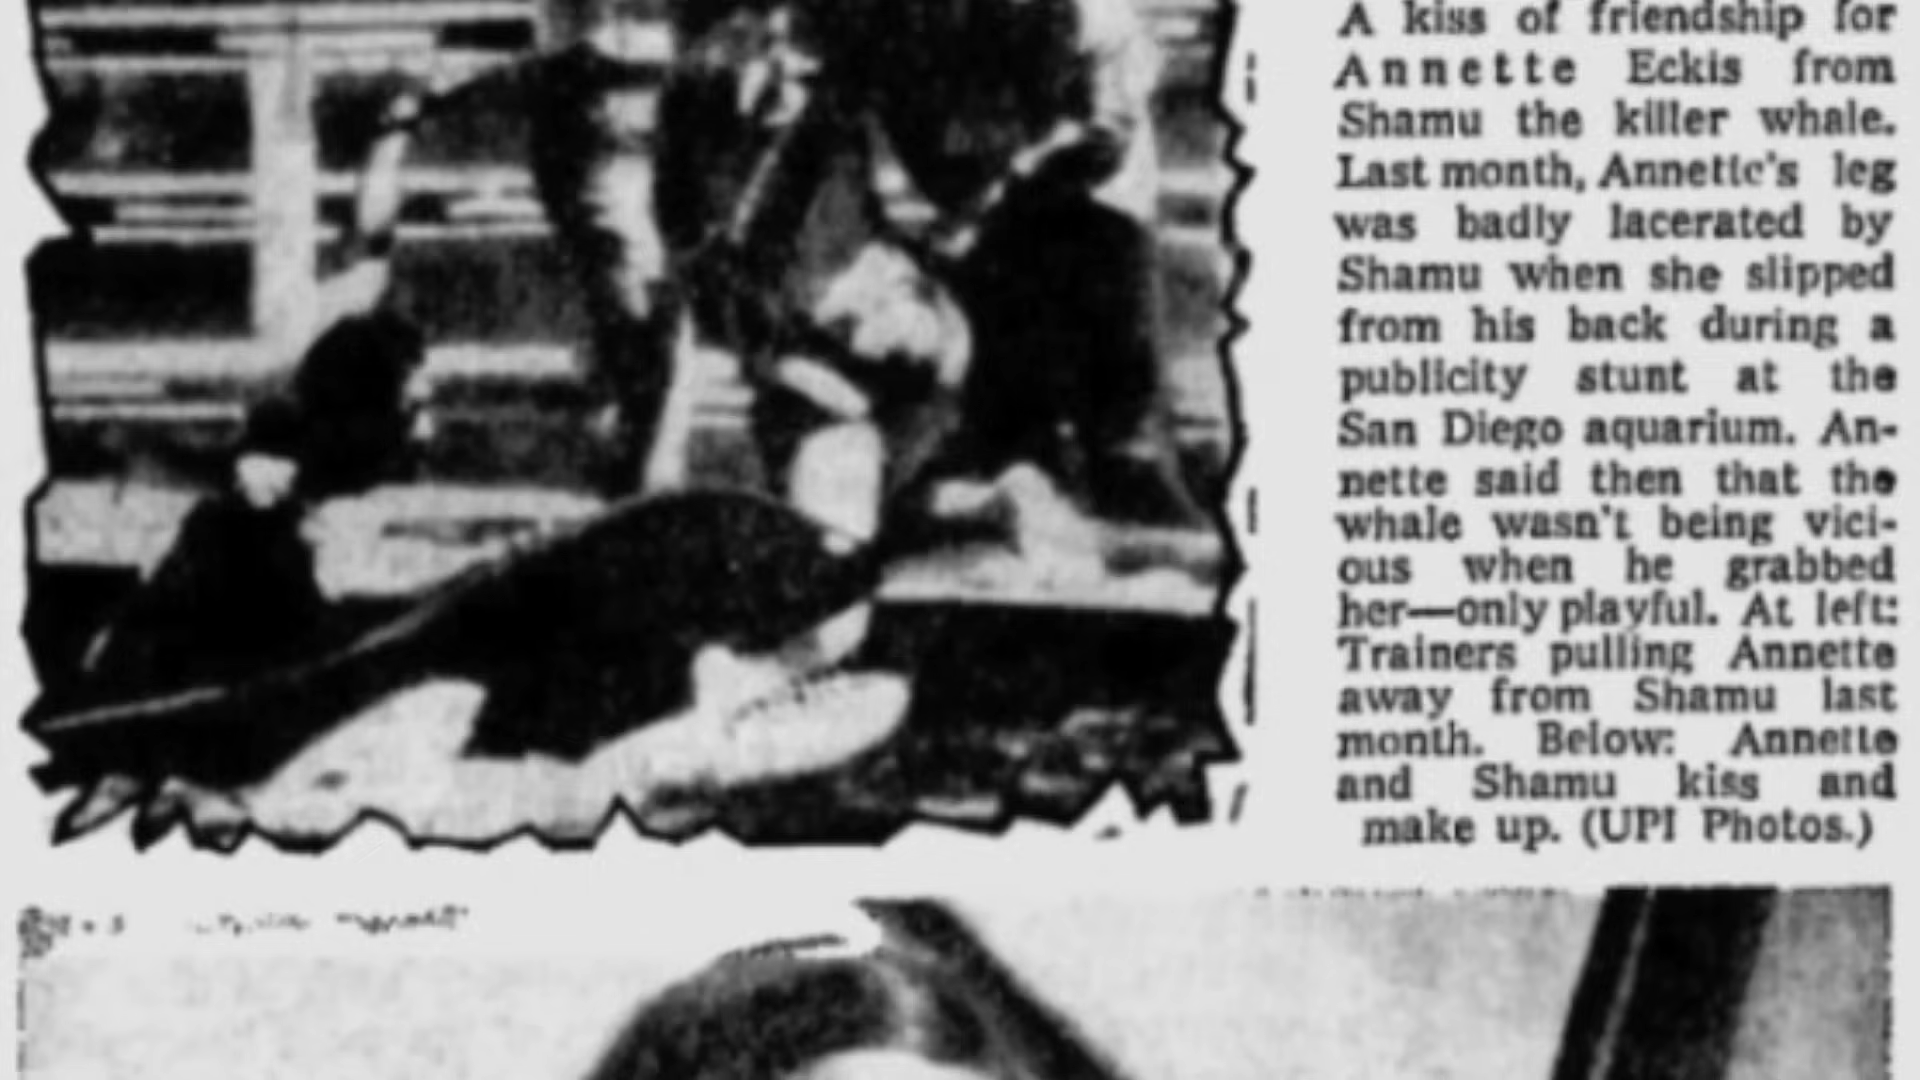 A kiss of friendship for
Annette Eckis from
Shamu the killer whale.
Last month, Annette's leg
was badly lacerated by
Shamu when she slipped
from his back during a
publicity stunt at the
San Diego aquarium. An-
nette said then that the
whale wasn't being vici-
ous when he grabbed
her—only playful. At left:
Trainers pulling Annette
away from Shamu last
month. Below: Annette
and Shamu kiss and
make up. (UPI Photos.)